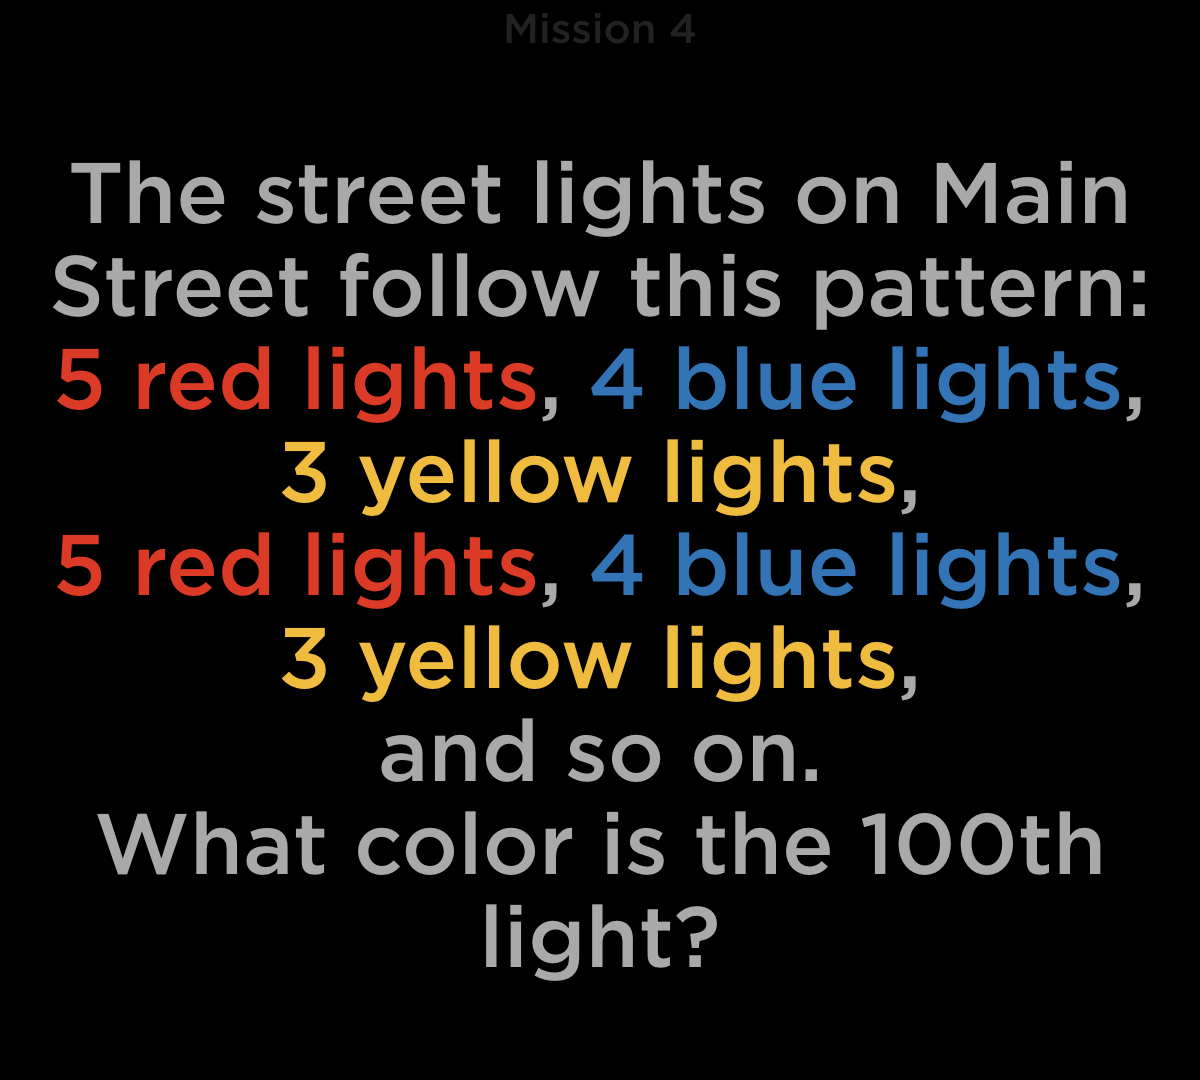 Mission 4
The street lights on Main
Street follow this pattern:
5 red lights, 4 blue lights,
3 yellow lights,
5 red lights, 4 blue lights,
3 yellow lights,
and so on.
What color is the 100th
light?